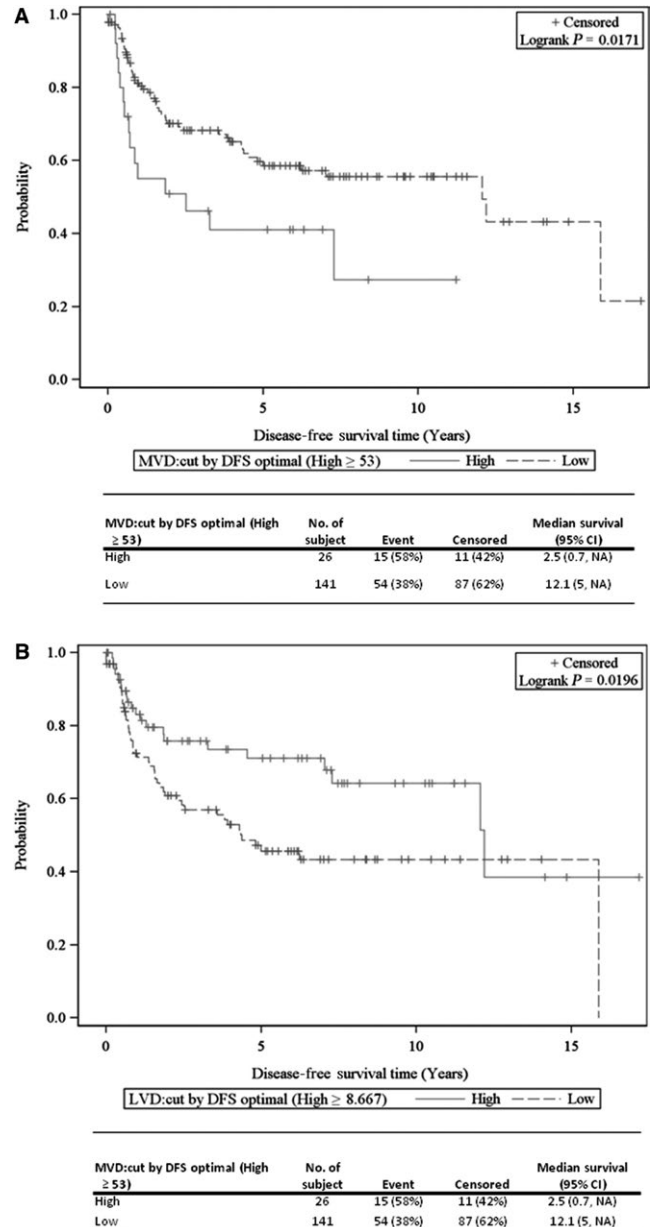 A
+ Censored
Logrank P = 0.0171
1.0
0.8
0.6
0.4
0.2
0.0
Probability
0 5 10 15
Disease-free survival time (Years)
MVD:cut by DFS optimal (High ≥ 53) High Low
MVD:cut by DFS optimal (High ≥ 53) No. of subject Event Censored Median survival (95% CI)
High 26 15 (58%) 11 (42%) 2.5 (0.7, NA)
Low 141 54 (38%) 87 (62%) 12.1 (5, NA)
B
+ Censored
Logrank P = 0.0196
1.0
0.8
0.6
0.4
0.2
0.0
Probability
0 5 10 15
Disease-free survival time (Years)
LVD:cut by DFS optimal (High ≥ 8.667) High Low
MVD:cut by DFS optimal (High ≥ 53) No. of subject Event Censored Median survival (95% CI)
High 26 15 (58%) 11 (42%) 2.5 (0.7, NA)
Low 141 54 (38%) 87 (62%) 12.1 (5, NA)